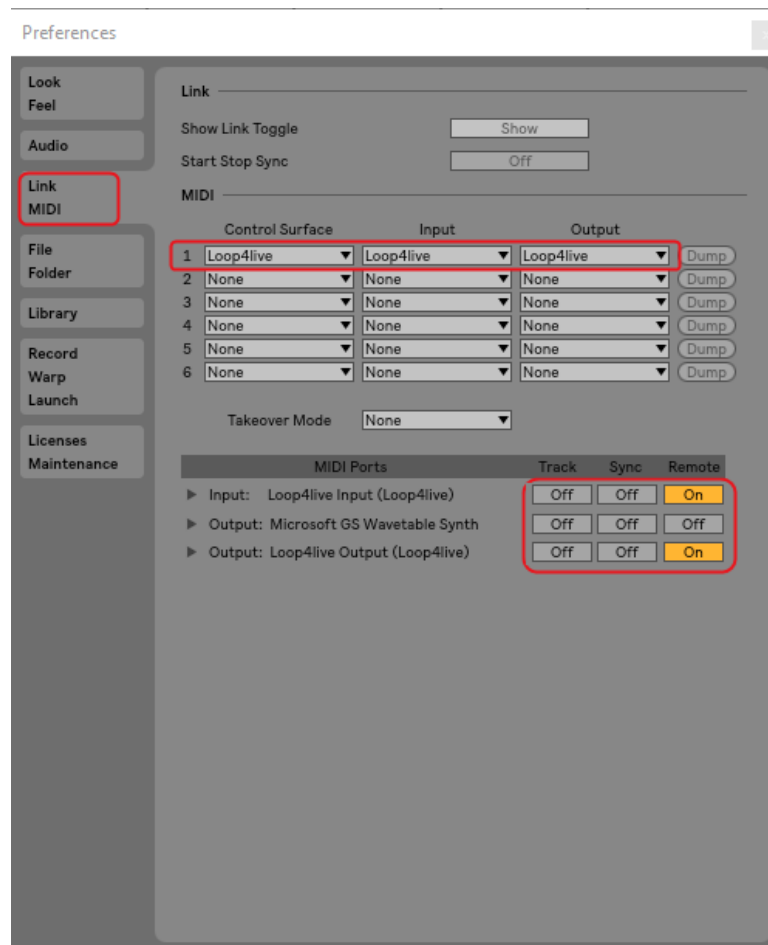 Preferences
Look
Feel
Audio
Link
MIDI
File
Folder
Library
Record
Warp
Launch
Licenses
Maintenance
Link
Show Link Toggle Show
Start Stop Sync Off
MIDI
Control Surface Input Output
1 Loop4live Loop4live Loop4live Dump
2 None None None Dump
3 None None None Dump
4 None None None Dump
5 None None None Dump
6 None None None Dump
Takeover Mode None
MIDI Ports Track Sync Remote
Input: Loop4live Input (Loop4live) Off Off On
Output: Microsoft GS Wavetable Synth Off Off Off
Output: Loop4live Output (Loop4live) Off Off On